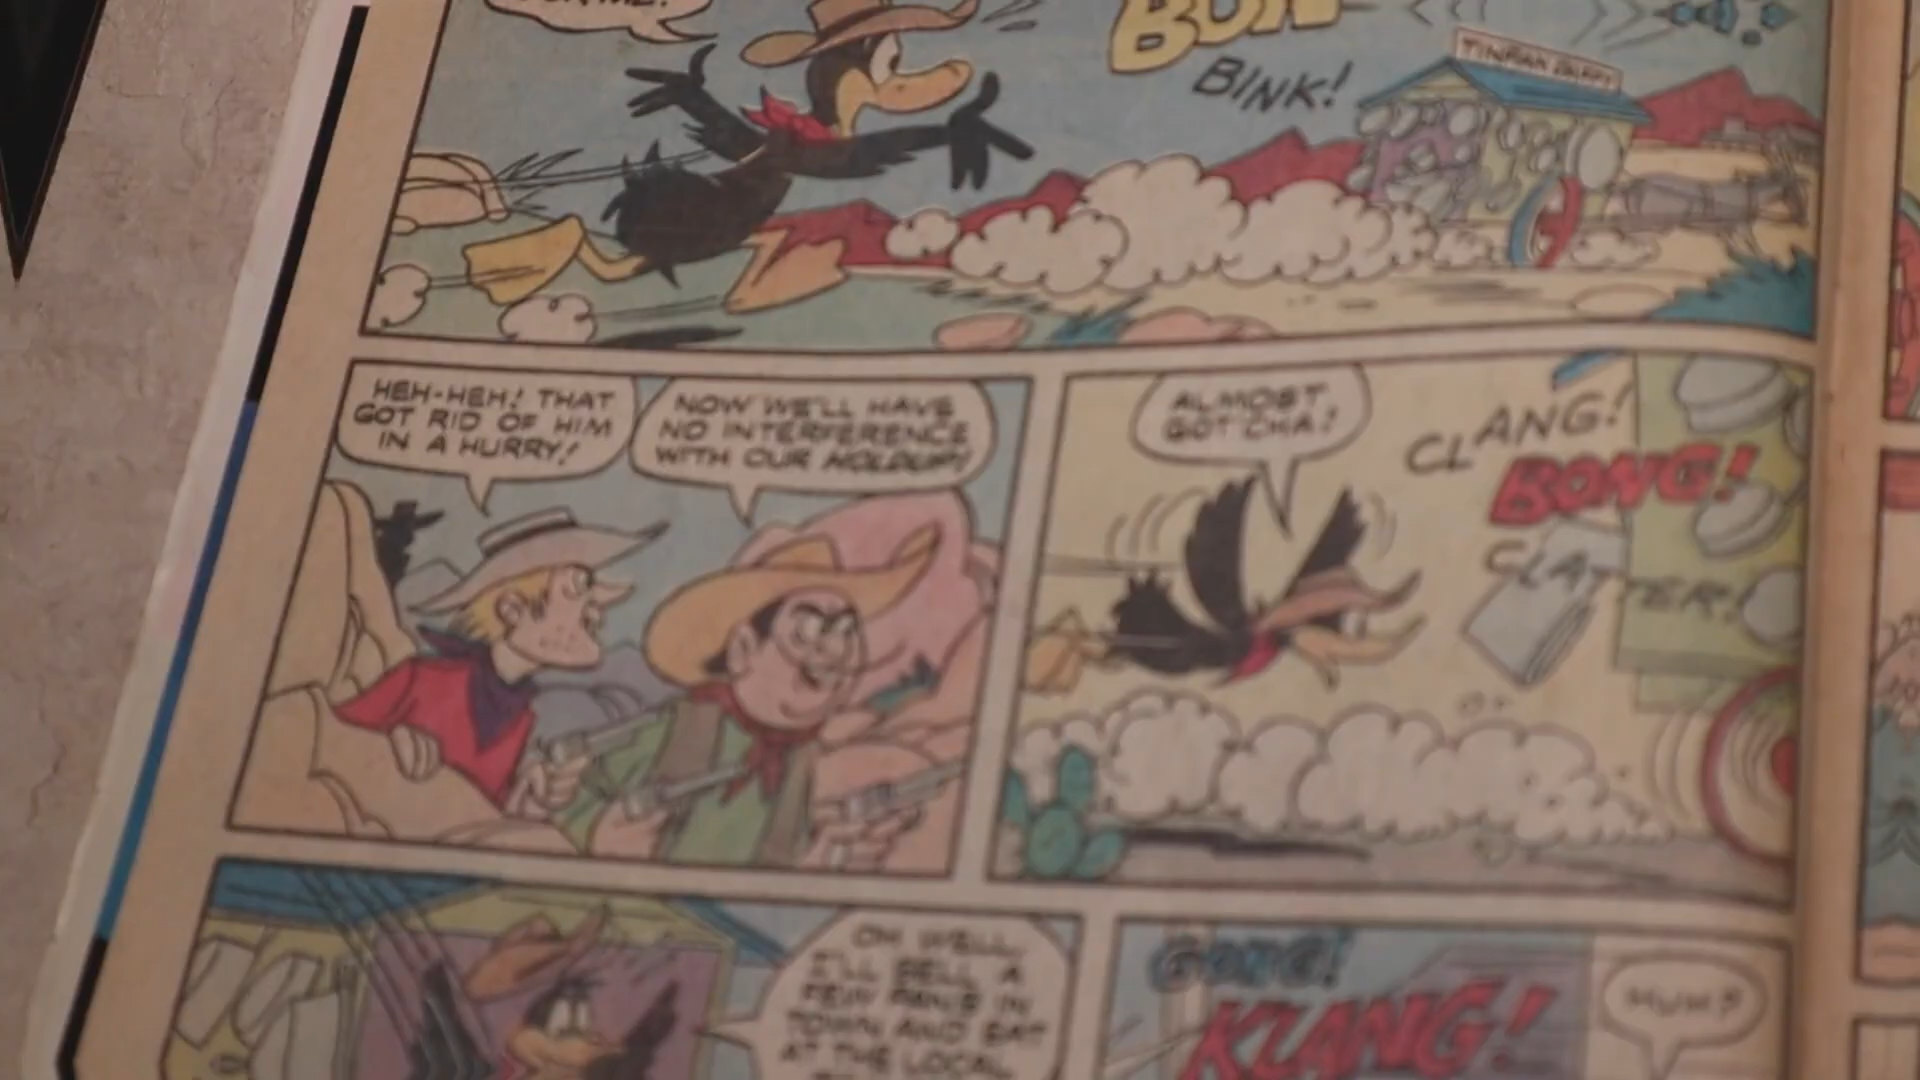 BINK!
HEH-HEH! THAT
GOT RID OF HIM
IN A HURRY!
NOW WE'LL HAVE
NO INTERFERENCE
WITH OUR HOLDUP!
ALMOST
GOT CHA!
CLANG!
BONG!
CLATTER!
OH WELL,
I'LL SELL A
FEW PANS IN
TOWN AND EAT
AT THE LOCAL
GONG!
KLANG!
HUH?